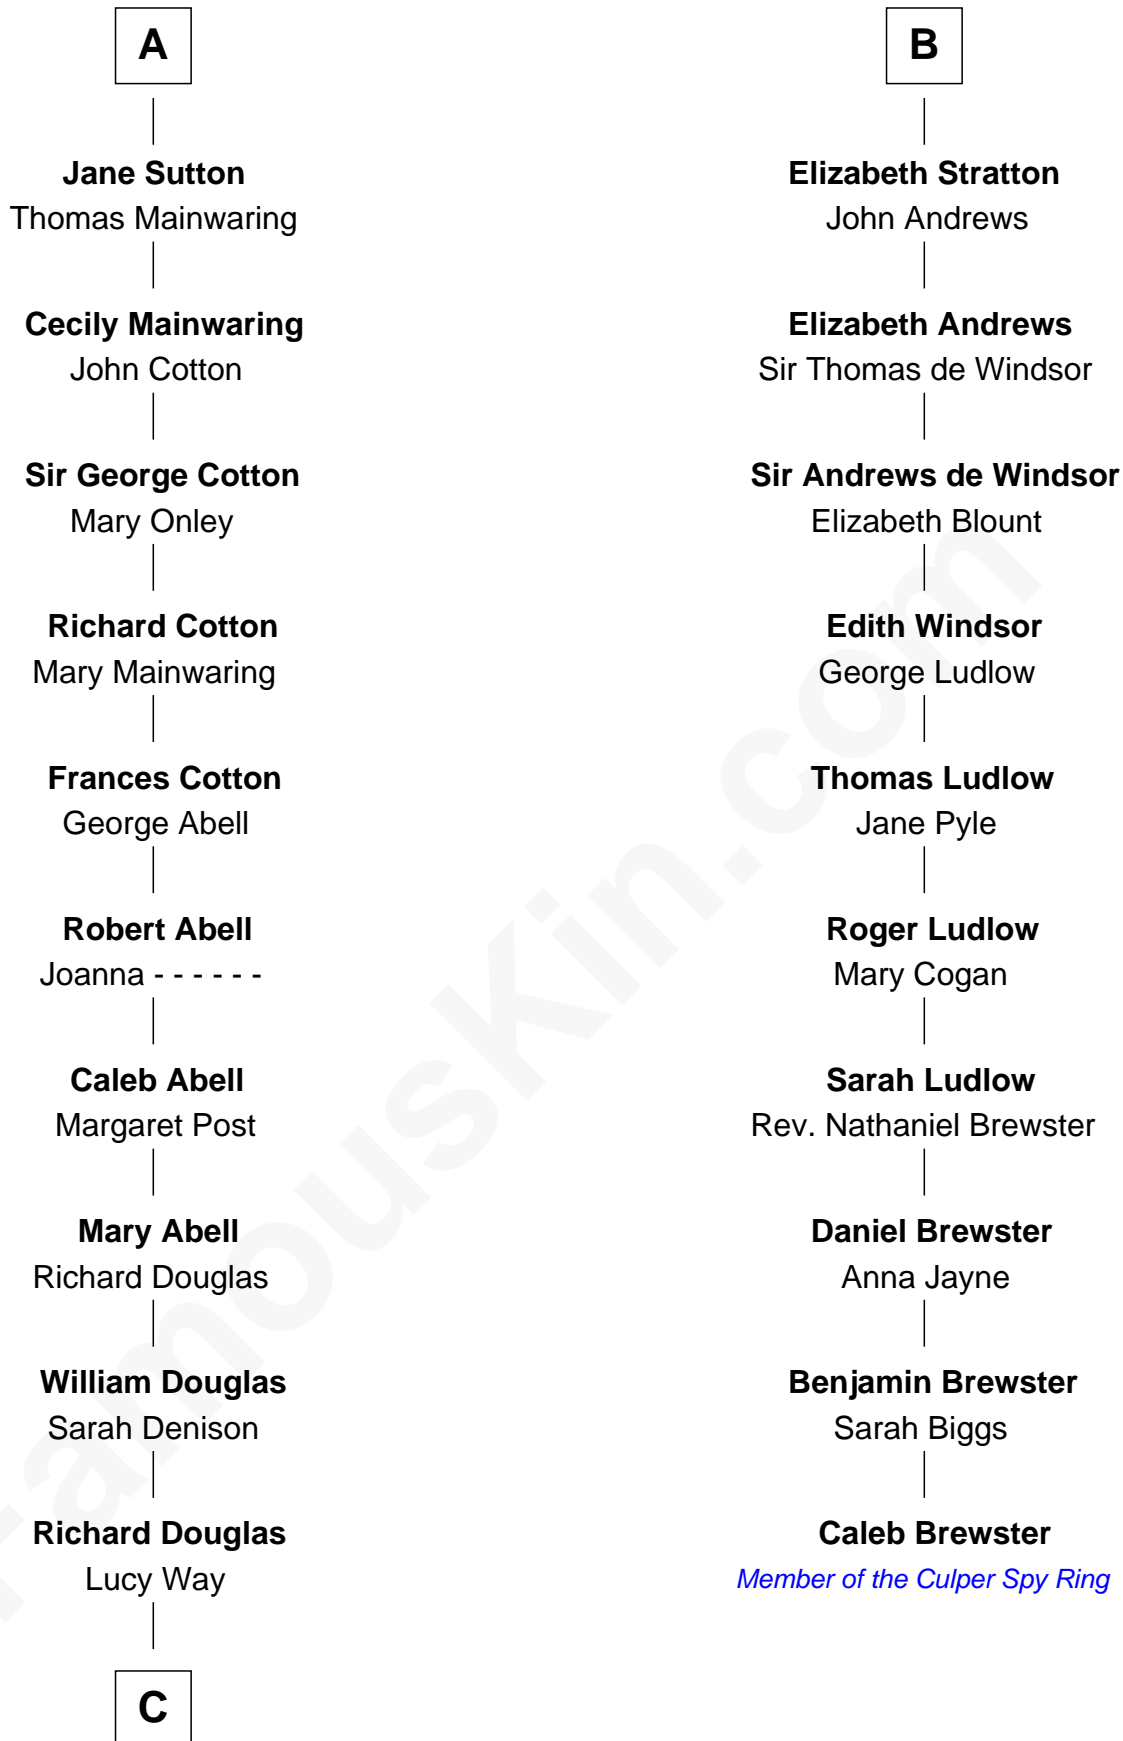 A
Jane Sutton
Thomas Mainwaring
Cecily Mainwaring
John Cotton
Sir George Cotton
Mary Onley
Richard Cotton
Mary Mainwaring
Frances Cotton
George Abell
Robert Abell
Joanna - - - - - -
Caleb Abell
Margaret Post
Mary Abell
Richard Douglas
William Douglas
Sarah Denison
Richard Douglas
Lucy Way
C
B
Elizabeth Stratton
John Andrews
Elizabeth Andrews
Sir Thomas de Windsor
Sir Andrews de Windsor
Elizabeth Blount
Edith Windsor
George Ludlow
Thomas Ludlow
Jane Pyle
Roger Ludlow
Mary Cogan
Sarah Ludlow
Rev. Nathaniel Brewster
Daniel Brewster
Anna Jayne
Benjamin Brewster
Sarah Biggs
Caleb Brewster
Member of the Culper Spy Ring
FamousKin.com